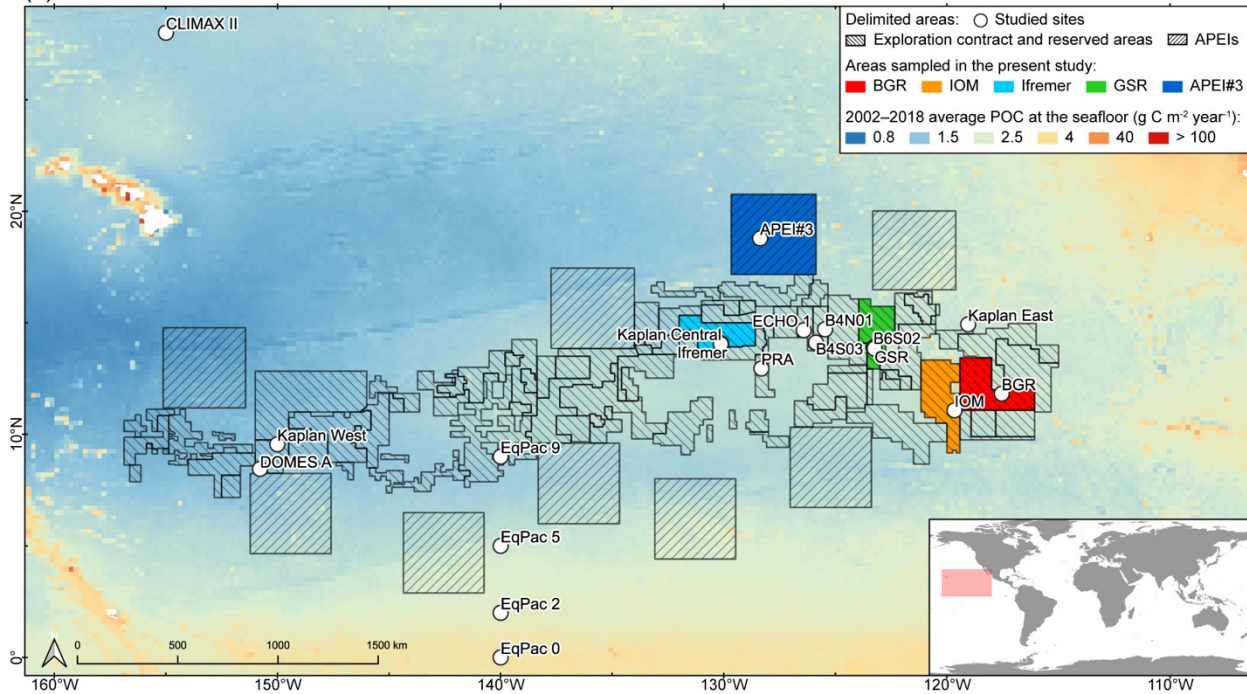 CLIMAX II
Delimited areas: Studied sites
Exploration contract and reserved areas APEIs
Areas sampled in the present study:
BGR IOM Ifremer GSR APEI#3
2002–2018 average POC at the seafloor (g C m⁻² year⁻¹):
0.8 1.5 2.5 4 40 > 100
20°N
APEI#3
ECHO 1 B4N01 Kaplan East
Kaplan Central B6S02
Ifremer B4S03 GSR
PRA
BGR
IOM
10°N
Kaplan West
EqPac 9
DOMES A
EqPac 5
EqPac 2
0 500 1000 1500 km
EqPac 0
0°
160°W 150°W 140°W 130°W 120°W 110°W